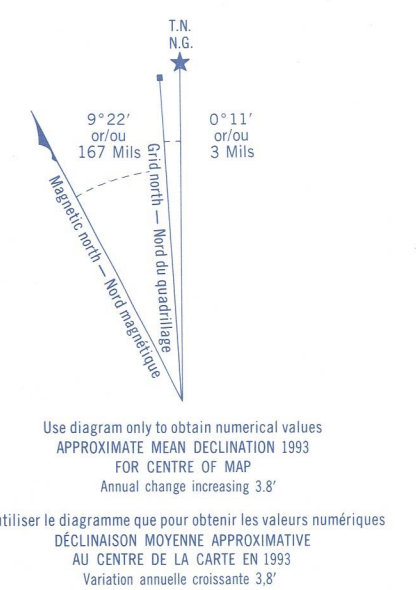 T.N.
N.G.
9°22'
or/ou
167 Mils
0°11'
or/ou
3 Mils
Grid north — Nord du quadrillage
Magnetic north — Nord magnétique
Use diagram only to obtain numerical values
APPROXIMATE MEAN DECLINATION 1993
FOR CENTRE OF MAP
Annual change increasing 3.8'
utiliser le diagramme que pour obtenir les valeurs numériques
DÉCLINAISON MOYENNE APPROXIMATIVE
AU CENTRE DE LA CARTE EN 1993
Variation annuelle croissante 3,8'